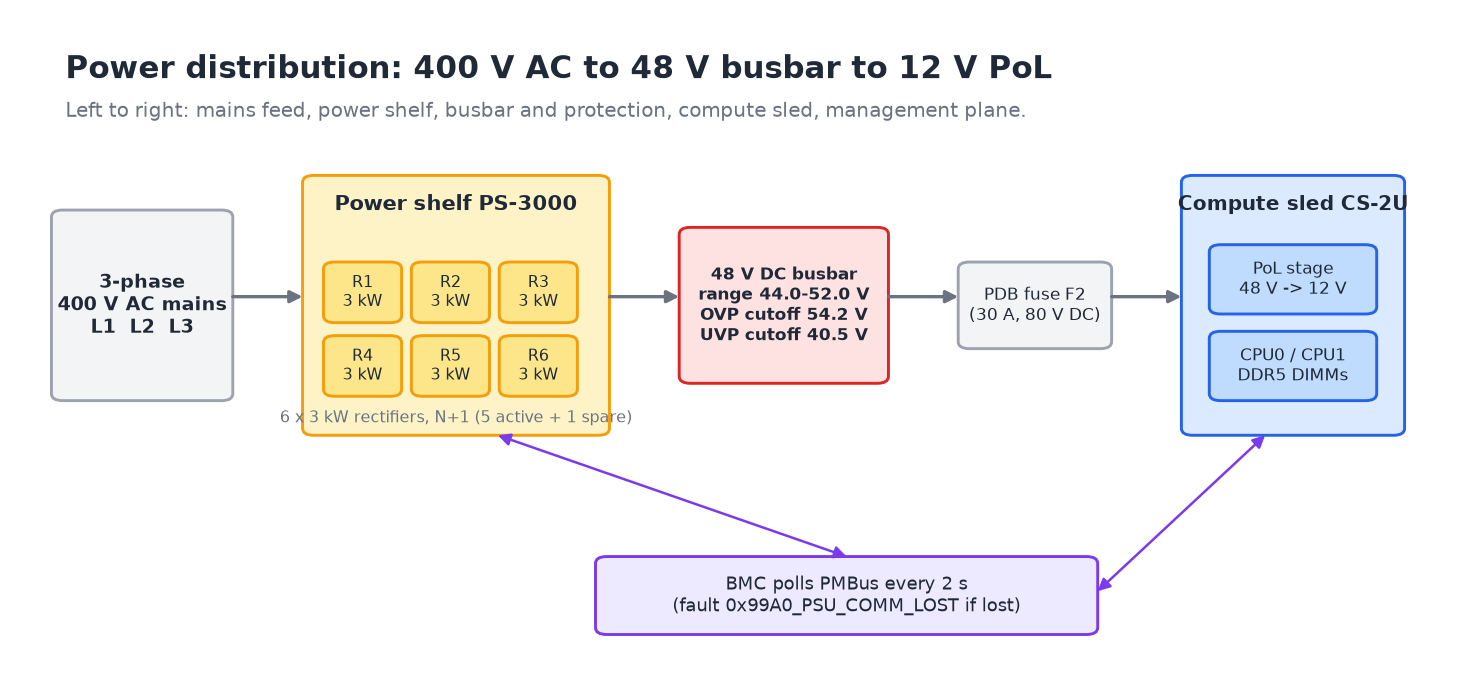 Power distribution: 400 V AC to 48 V busbar to 12 V PoL
Left to right: mains feed, power shelf, busbar and protection, compute sled, management plane.
3-phase
400 V AC mains
L1  L2  L3
Power shelf PS-3000
R1
3 kW
R2
3 kW
R3
3 kW
R4
3 kW
R5
3 kW
R6
3 kW
6 x 3 kW rectifiers, N+1 (5 active + 1 spare)
48 V DC busbar
range 44.0-52.0 V
OVP cutoff 54.2 V
UVP cutoff 40.5 V
PDB fuse F2
(30 A, 80 V DC)
Compute sled CS-2U
PoL stage
48 V -> 12 V
CPU0 / CPU1
DDR5 DIMMs
BMC polls PMBus every 2 s
(fault 0x99A0_PSU_COMM_LOST if lost)